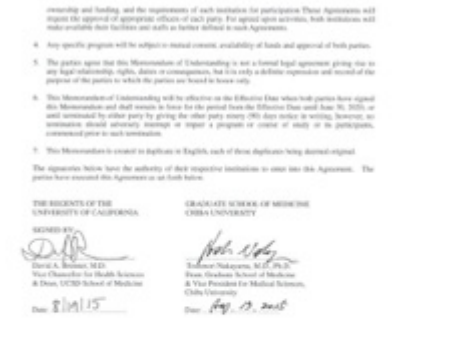 ownership and funding, and the requirements of each institution for participation These Agreements will
require the approval of appropriate officers of each party. For agreed upon activities, both institutions will
make available their facilities and staffs as further defined in such Agreements.
4. Any specific program will be subject to mutual consent, availability of funds and approval of both parties.
5. The parties agree that this Memorandum of Understanding is not a formal legal agreement giving rise to
any legal relationship, rights, duties or consequences, but it is only a definite expression and record of the
purpose of the parties to which the parties are bound in honor only.
6. This Memorandum of Understanding will be effective on the Effective Date when both parties have signed
this Memorandum and shall remain in force for the period from the Effective Date until June 30, 2020, or
until terminated by either party by giving the other party ninety (90) days notice in writing; however, no
termination should adversely exempt or impair a program or course of study or its participants,
commenced prior to such termination.
7. This Memorandum is created in duplicate in English, each of those duplicates being deemed original.
The signatories below have the authority of their respective institutions to enter into this Agreement. The
parties have executed this Agreement as set forth below.
THE REGENTS OF THE
UNIVERSITY OF CALIFORNIA
SIGNED BY:
David A. Brenner, M.D.
Vice Chancellor for Health Sciences
& Dean, UCSD School of Medicine
Date: 8/19/15
GRADUATE SCHOOL OF MEDICINE
CHIBA UNIVERSITY
Nakayama, M.D., Ph.D.
Dean, Graduate School of Medicine
& Vice President for Medical Sciences,
Chiba University
Date: Aug. 13, 2015